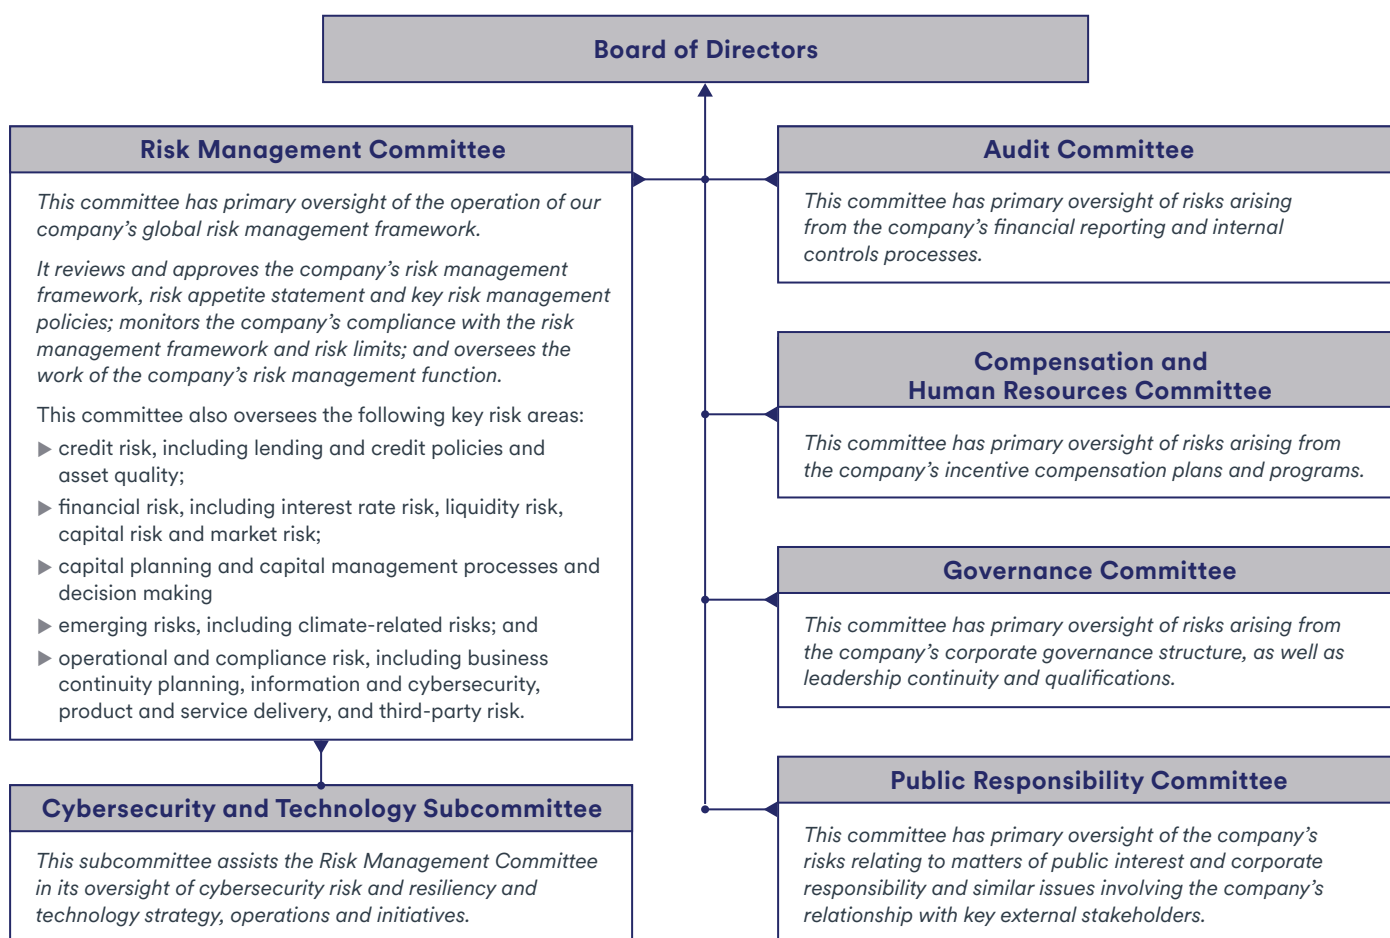 Board of Directors
Risk Management Committee
This committee has primary oversight of the operation of our
company's global risk management framework.
It reviews and approves the company's risk management
framework, risk appetite statement and key risk management
policies; monitors the company's compliance with the risk
management framework and risk limits; and oversees the
work of the company's risk management function.
This committee also oversees the following key risk areas:
▶ credit risk, including lending and credit policies and
asset quality;
▶ financial risk, including interest rate risk, liquidity risk,
capital risk and market risk;
▶ capital planning and capital management processes and
decision making
▶ emerging risks, including climate-related risks; and
▶ operational and compliance risk, including business
continuity planning, information and cybersecurity,
product and service delivery, and third-party risk.
Cybersecurity and Technology Subcommittee
This subcommittee assists the Risk Management Committee
in its oversight of cybersecurity risk and resiliency and
technology strategy, operations and initiatives.
Audit Committee
This committee has primary oversight of risks arising
from the company's financial reporting and internal
controls processes.
Compensation and
Human Resources Committee
This committee has primary oversight of risks arising from
the company's incentive compensation plans and programs.
Governance Committee
This committee has primary oversight of risks arising from
the company's corporate governance structure, as well as
leadership continuity and qualifications.
Public Responsibility Committee
This committee has primary oversight of the company's
risks relating to matters of public interest and corporate
responsibility and similar issues involving the company's
relationship with key external stakeholders.